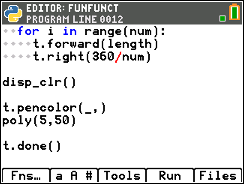 EDITOR: FUNFUNCT
PROGRAM LINE 0012
for i in range(num):
t.forward(length)
t.right(360/num)
disp_clr()
t.pencolor(_,)
poly(5,50)
t.done()
Fns… a A # Tools Run Files